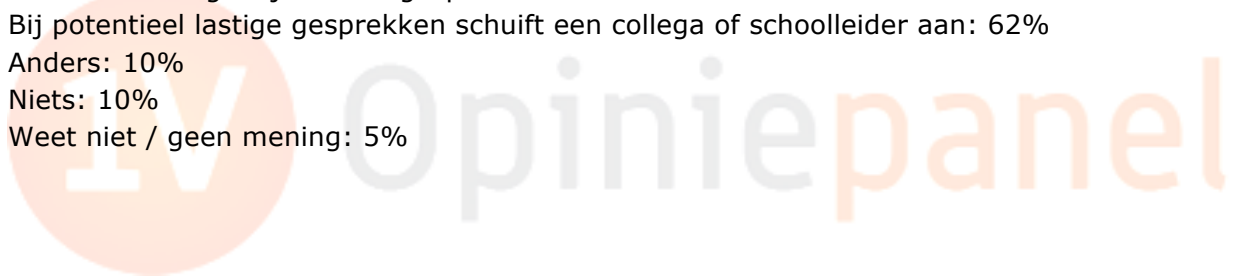 Bij potentieel lastige gesprekken schuift een collega of schoolleider aan: 62%
Anders: 10%
Niets: 10%
Weet niet / geen mening: 5%
1V Opiniepanel